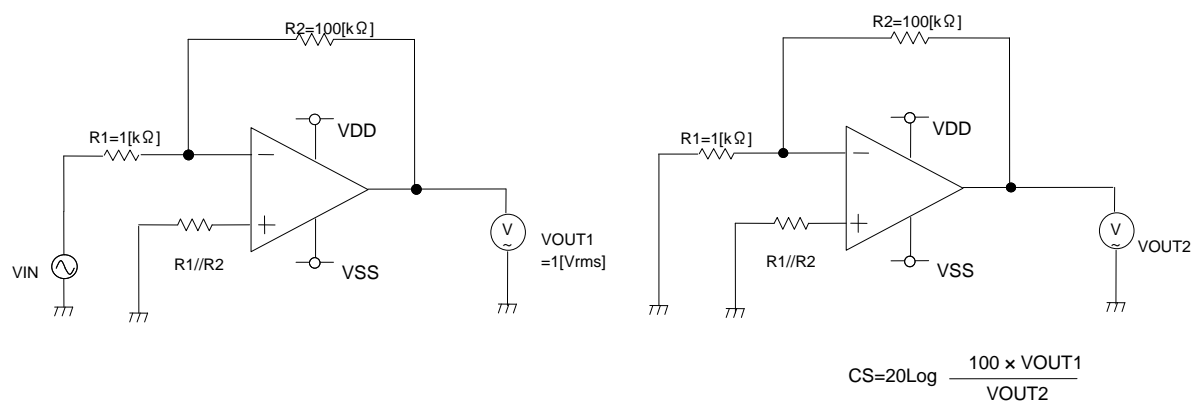 R2=100[kΩ]
R1=1[kΩ]
VDD
−
+
R1//R2
VSS
VIN
V
~
VOUT1
=1[Vrms]
R2=100[kΩ]
R1=1[kΩ]
VDD
−
+
R1//R2
VSS
V
~
VOUT2
CS=20Log 100 × VOUT1
VOUT2